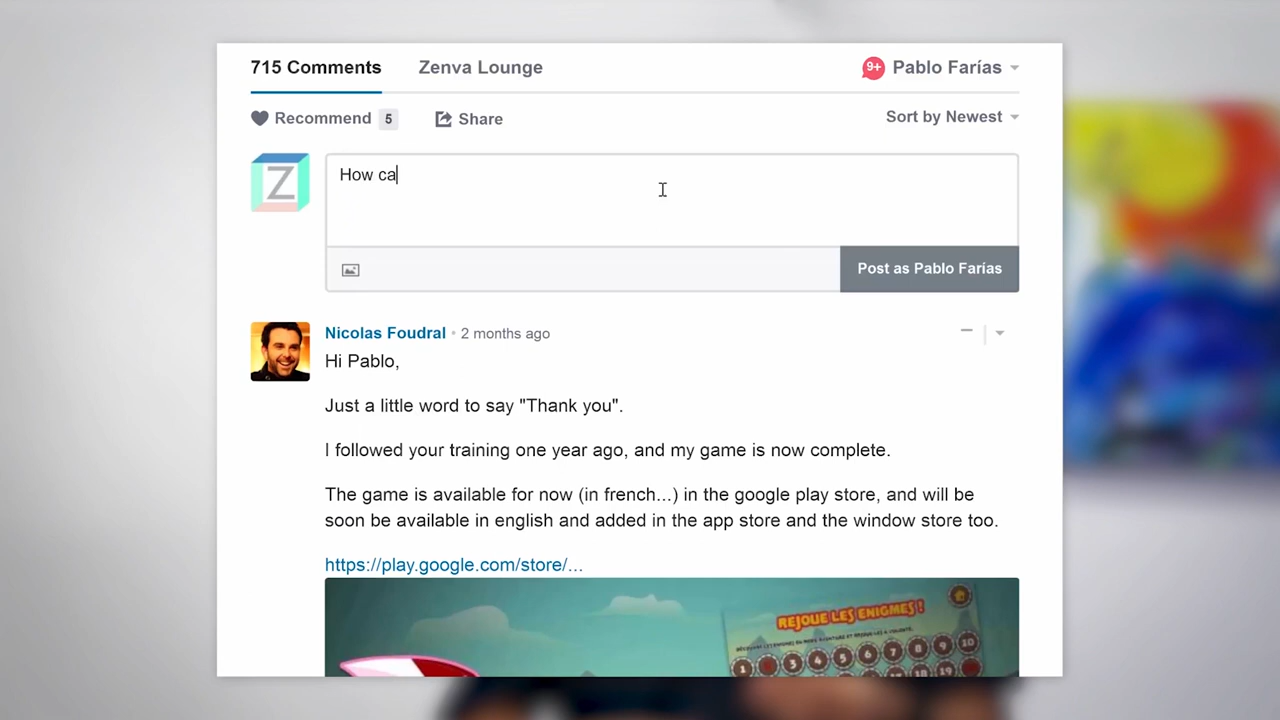 715 Comments
Zenva Lounge
9+
Pablo Farías
Recommend 5
Share
Sort by Newest
Z
How ca
Post as Pablo Farías
Nicolas Foudral • 2 months ago
Hi Pablo,
Just a little word to say "Thank you".
I followed your training one year ago, and my game is now complete.
The game is available for now (in french...) in the google play store, and will be
soon be available in english and added in the app store and the window store too.
https://play.google.com/store/...
REJOUE LES ENIGMES !
1 3 4 5 6 7 8 9 10
18 19